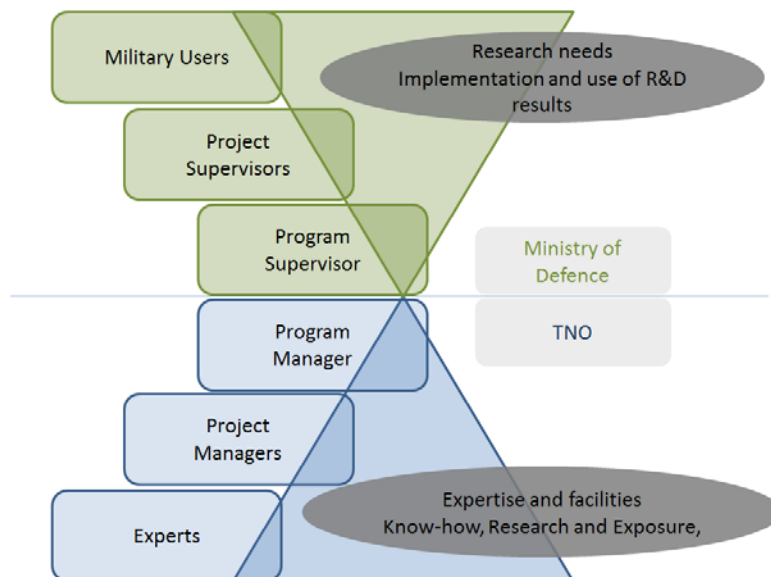 Military Users
Research needs
Implementation and use of R&D
results
Project
Supervisors
Program
Supervisor
Ministry of
Defence
Program
Manager
TNO
Project
Managers
Experts
Expertise and facilities
Know-how, Research and Exposure,